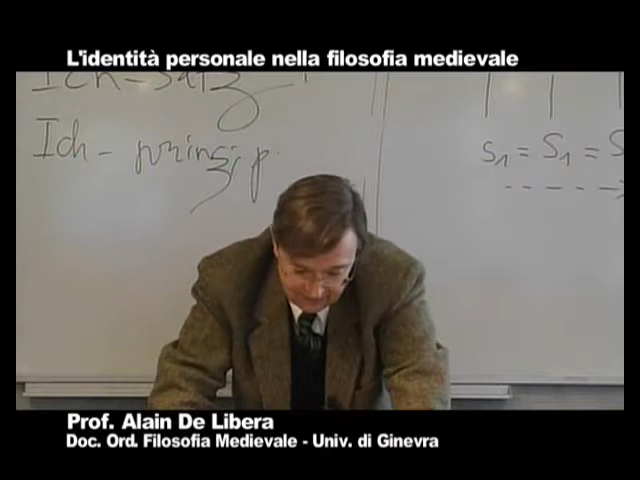 L'identità personale nella filosofia medievale
Ich-Satz
Ich-prinzip
S1 = S1 = S
Prof. Alain De Libera
Doc. Ord. Filosofia Medievale - Univ. di Ginevra